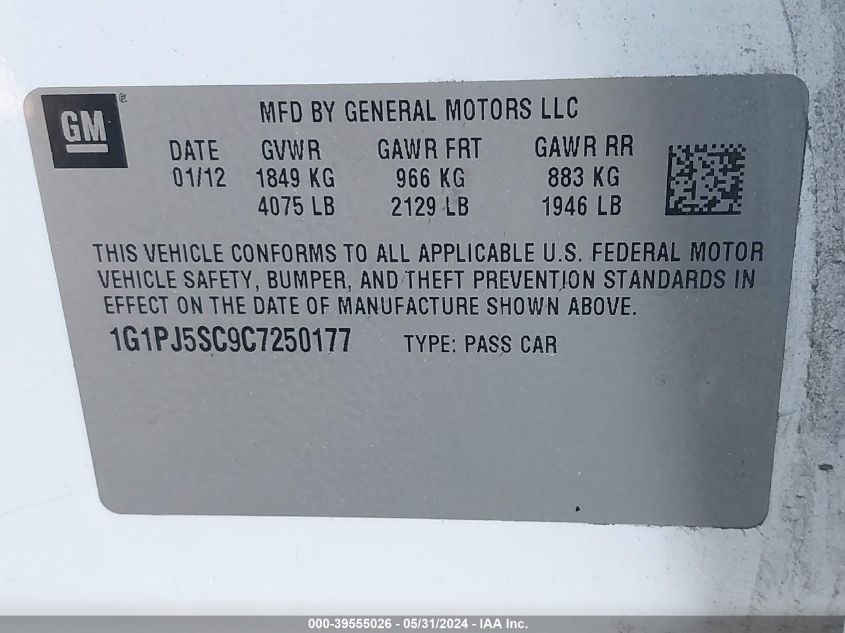 GM®
MFD BY GENERAL MOTORS LLC
DATE GVWR GAWR FRT GAWR RR
01/12 1849 KG 966 KG 883 KG
4075 LB 2129 LB 1946 LB
THIS VEHICLE CONFORMS TO ALL APPLICABLE U.S. FEDERAL MOTOR
VEHICLE SAFETY, BUMPER, AND THEFT PREVENTION STANDARDS IN
EFFECT ON THE DATE OF MANUFACTURE SHOWN ABOVE.
1G1PJ5SC9C7250177 TYPE: PASS CAR
000-39555026 - 05/31/2024 - IAA Inc.